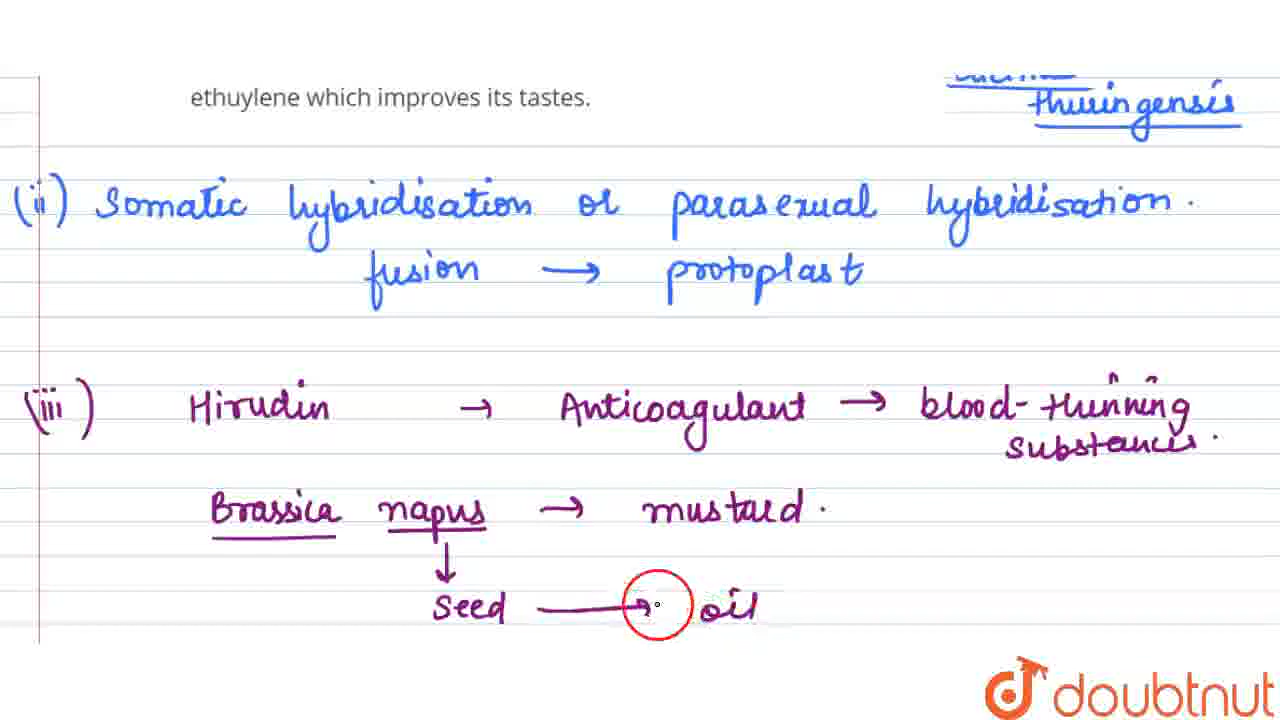 ethuylene which improves its tastes.
thuringensis
(ii) Somatic hybridisation or parasexual hybridisation.
fusion → protoplast
(iii) Hirudin → Anticoagulant → blood-thinning
substances.
Brassica napus → mustard.
↓
Seed → oil
doubtnut